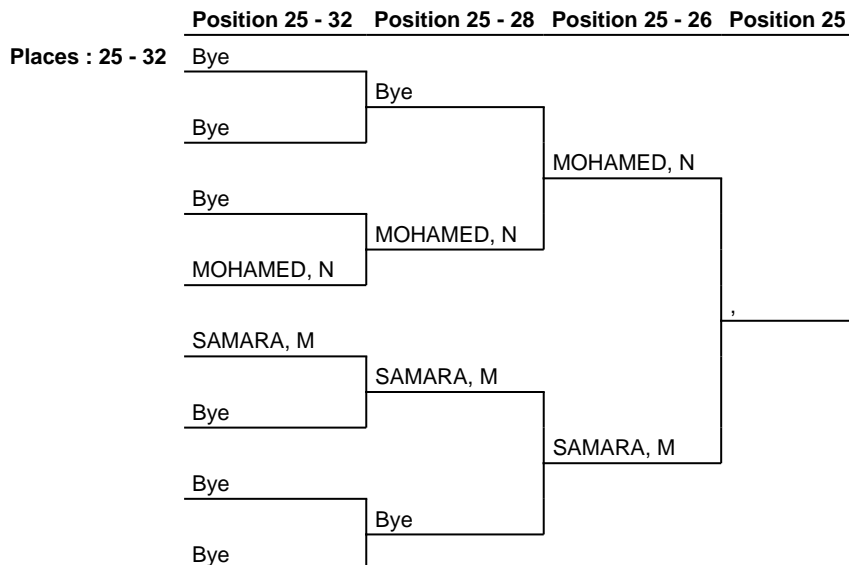 Position 25 - 32 Position 25 - 28 Position 25 - 26 Position 25
Places : 25 - 32 Bye
Bye
Bye
MOHAMED, N
Bye
MOHAMED, N
MOHAMED, N
,
SAMARA, M
SAMARA, M
Bye
SAMARA, M
Bye
Bye
Bye